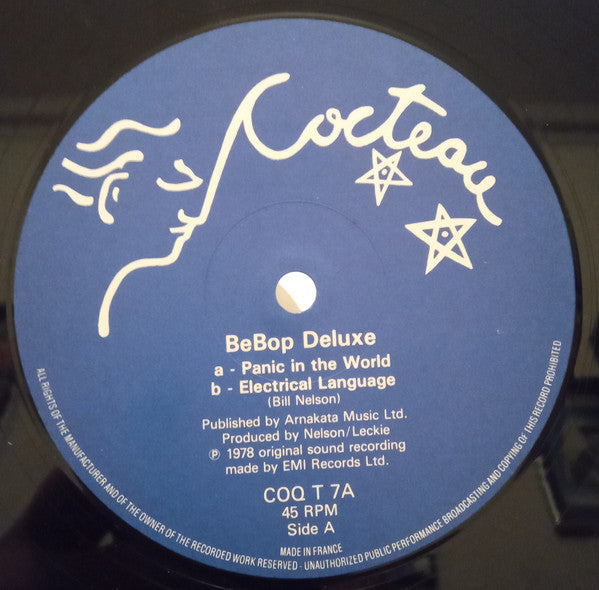 Cocteau
BeBop Deluxe
a - Panic in the World
b - Electrical Language
(Bill Nelson)
Published by Arnakata Music Ltd.
Produced by Nelson/Leckie
℗ 1978 original sound recording
made by EMI Records Ltd.
COQ T 7A
45 RPM
Side A
MADE IN FRANCE
ALL RIGHTS OF THE MANUFACTURER AND OF THE OWNER OF THE RECORDED WORK RESERVED - UNAUTHORIZED PUBLIC PERFORMANCE BROADCASTING AND COPYING OF THIS RECORD PROHIBITED